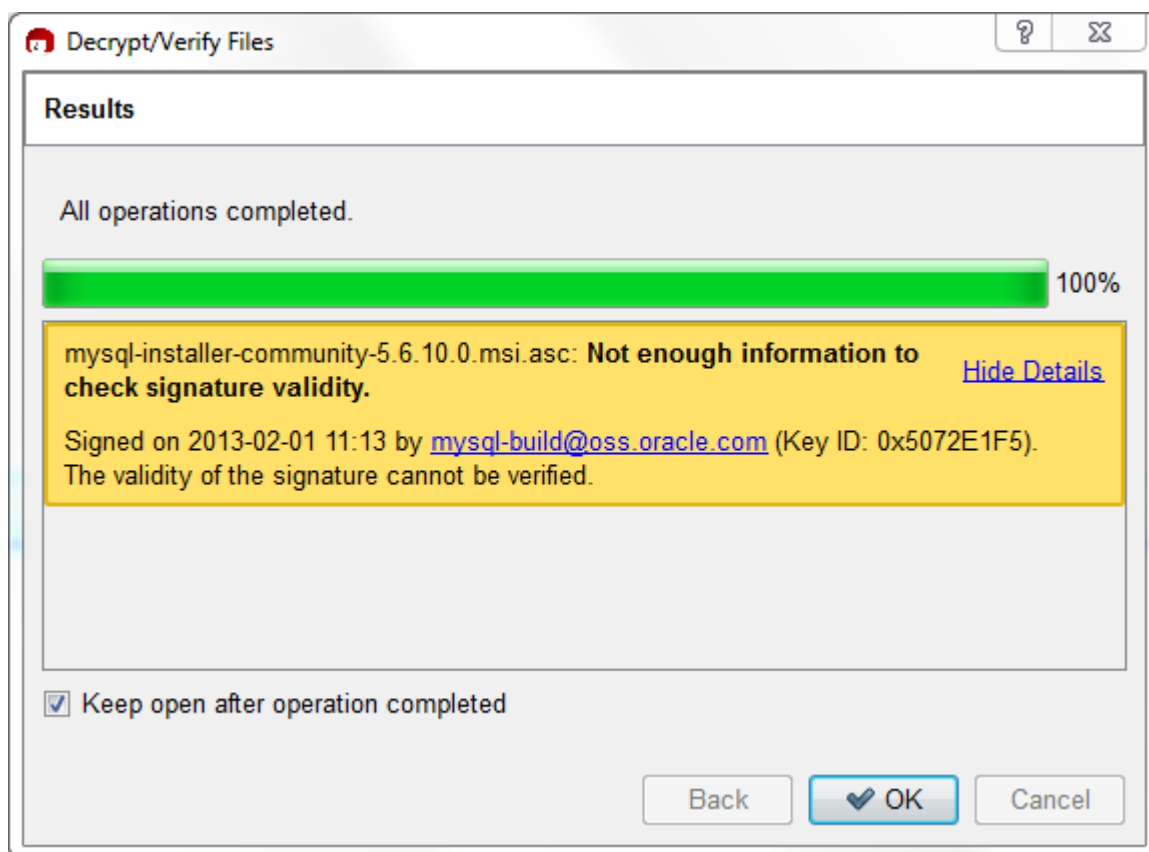 Decrypt/Verify Files
Results
All operations completed.
100%
mysql-installer-community-5.6.10.0.msi.asc: Not enough information to
check signature validity.
Hide Details
Signed on 2013-02-01 11:13 by mysql-build@oss.oracle.com (Key ID: 0x5072E1F5).
The validity of the signature cannot be verified.
Keep open after operation completed
Back
OK
Cancel